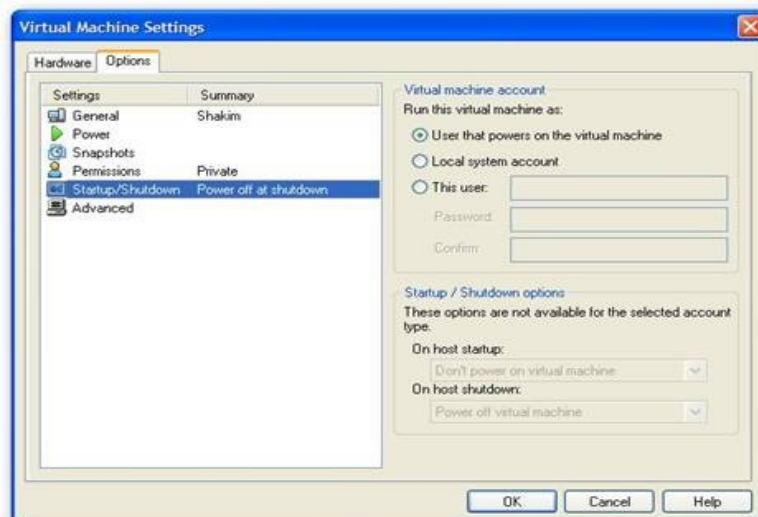 Virtual Machine Settings
Hardware Options
Settings Summary
General Shakim
Power
Snapshots
Permissions Private
Startup/Shutdown Power off at shutdown
Advanced
Virtual machine account
Run this virtual machine as:
User that powers on the virtual machine
Local system account
This user:
Password:
Confirm:
Startup / Shutdown options
These options are not available for the selected account
type.
On host startup:
Don't power on virtual machine
On host shutdown:
Power off virtual machine
OK Cancel Help